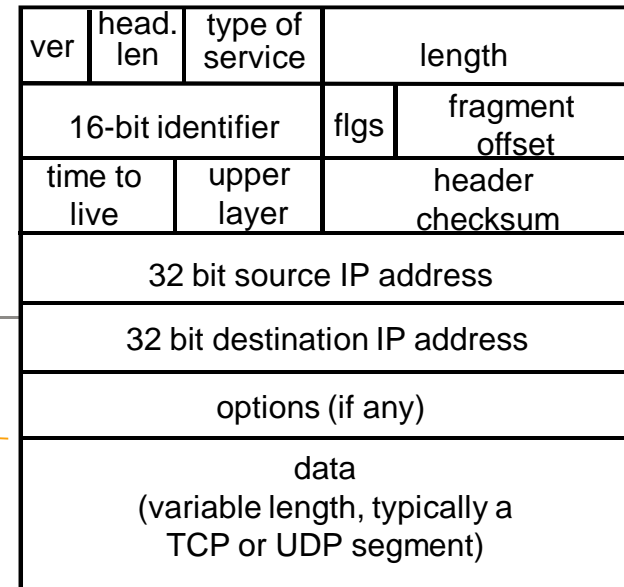 ver
head.
len
type of
service
length
16-bit identifier
flgs
fragment
offset
time to
live
upper
layer
header
checksum
32 bit source IP address
32 bit destination IP address
options (if any)
data
(variable length, typically a
TCP or UDP segment)